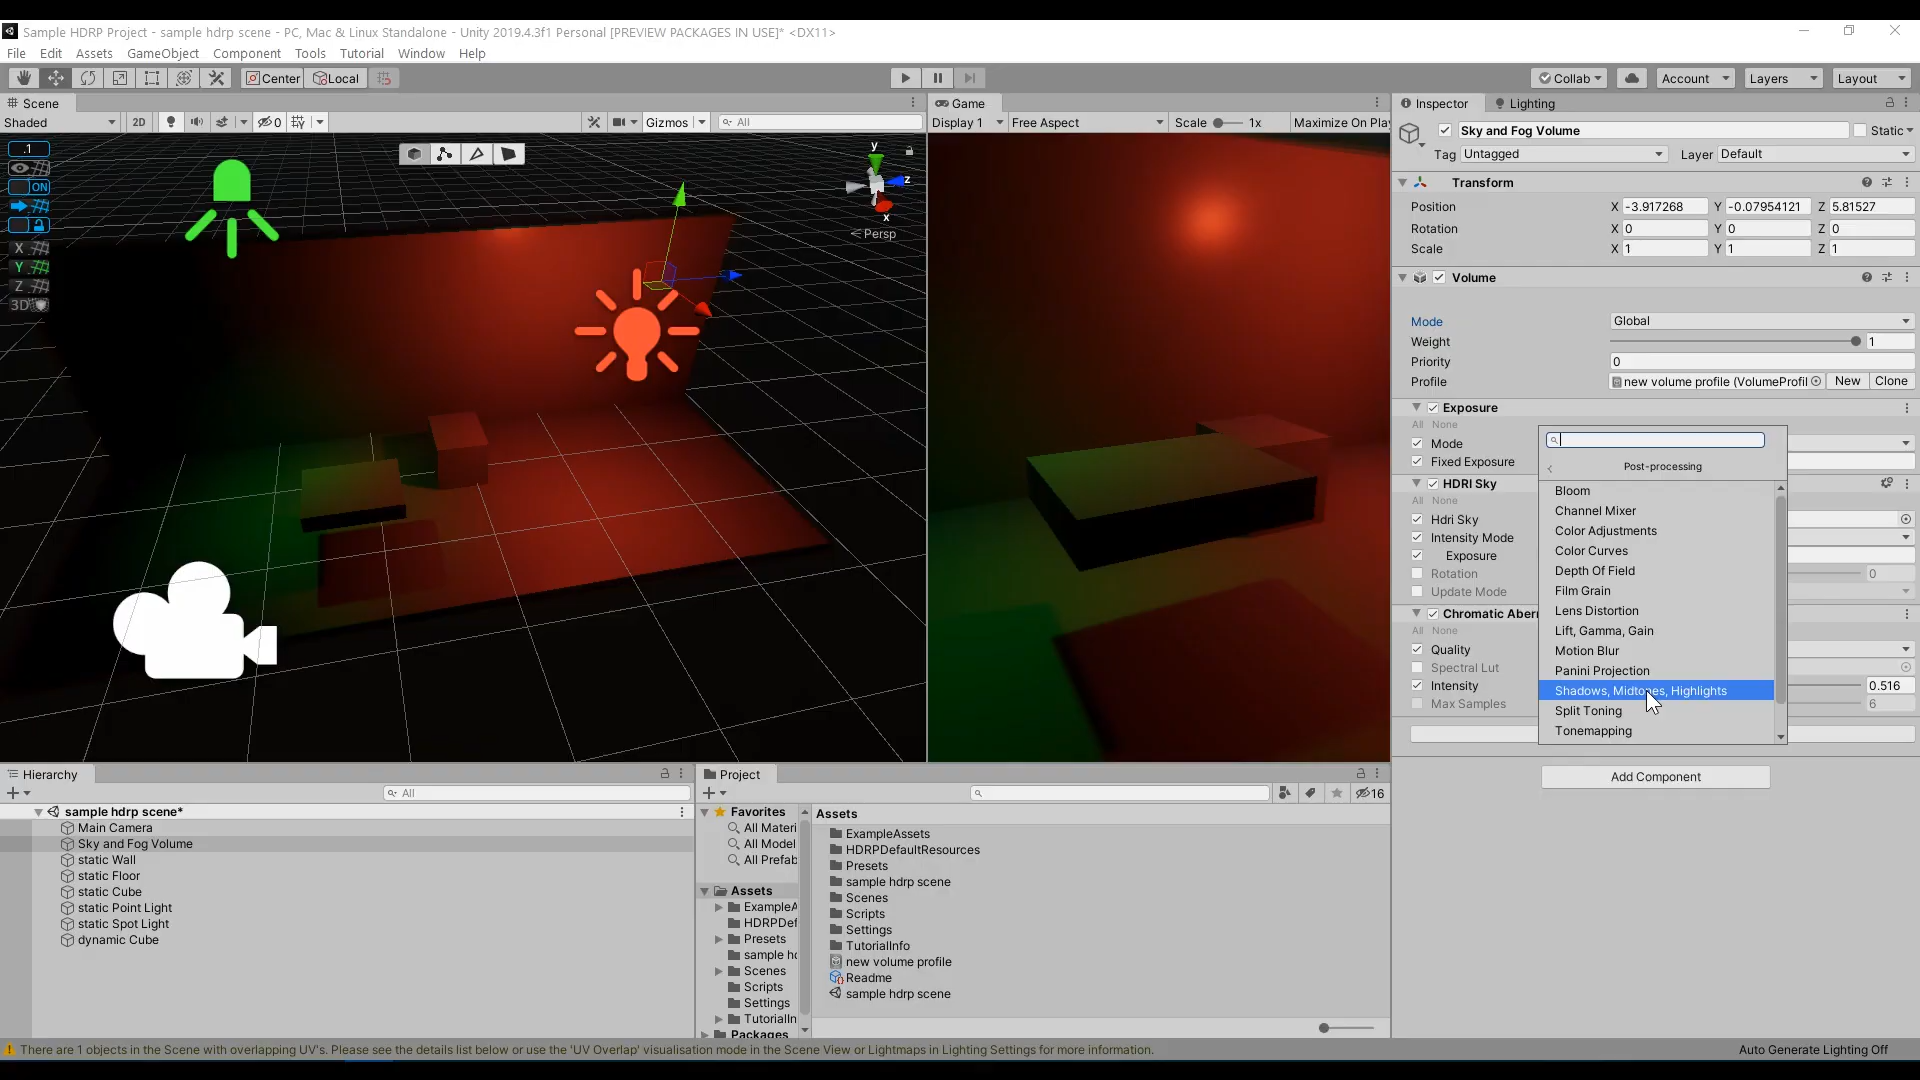 Sample HDRP Project - sample hdrp scene - PC, Mac & Linux Standalone - Unity 2019.4.3f1 Personal [PREVIEW PACKAGES IN USE]* <DX11>
File Edit Assets GameObject Component Tools Tutorial Window Help
Center Local Collab Account Layers Layout
Scene
Shaded 2D 0 Gizmos All
.1
ON
X
Y
Z
3D
y
z
x
Persp
Game
Display 1 Free Aspect Scale 1x Maximize On Play
Inspector Lighting
Sky and Fog Volume Static
Tag Untagged Layer Default
Transform
Position X -3.917268 Y -0.07954121 Z 5.81527
Rotation X 0 Y 0 Z 0
Scale X 1 Y 1 Z 1
Volume
Mode Global
Weight 1
Priority 0
Profile new volume profile (VolumeProfil New Clone
Exposure
All None
Mode
Fixed Exposure
HDRI Sky
All None
Hdri Sky
Intensity Mode
Exposure
Rotation 0
Update Mode
Chromatic Aberr
All None
Quality
Spectral Lut
Intensity 0.516
Max Samples 6
Post-processing
Bloom
Channel Mixer
Color Adjustments
Color Curves
Depth Of Field
Film Grain
Lens Distortion
Lift, Gamma, Gain
Motion Blur
Panini Projection
Shadows, Midtones, Highlights
Split Toning
Tonemapping
Add Component
Hierarchy
All
sample hdrp scene*
Main Camera
Sky and Fog Volume
static Wall
static Floor
static Cube
static Point Light
static Spot Light
dynamic Cube
Project
16
Favorites
All Materi
All Model
All Prefab
Assets
ExampleA
HDRPDef
Presets
sample hd
Scenes
Scripts
Settings
TutorialIn
Packages
Assets
ExampleAssets
HDRPDefaultResources
Presets
sample hdrp scene
Scenes
Scripts
Settings
TutorialInfo
new volume profile
Readme
sample hdrp scene
There are 1 objects in the Scene with overlapping UV's. Please see the details list below or use the 'UV Overlap' visualisation mode in the Scene View or Lightmaps in Lighting Settings for more information.
Auto Generate Lighting Off